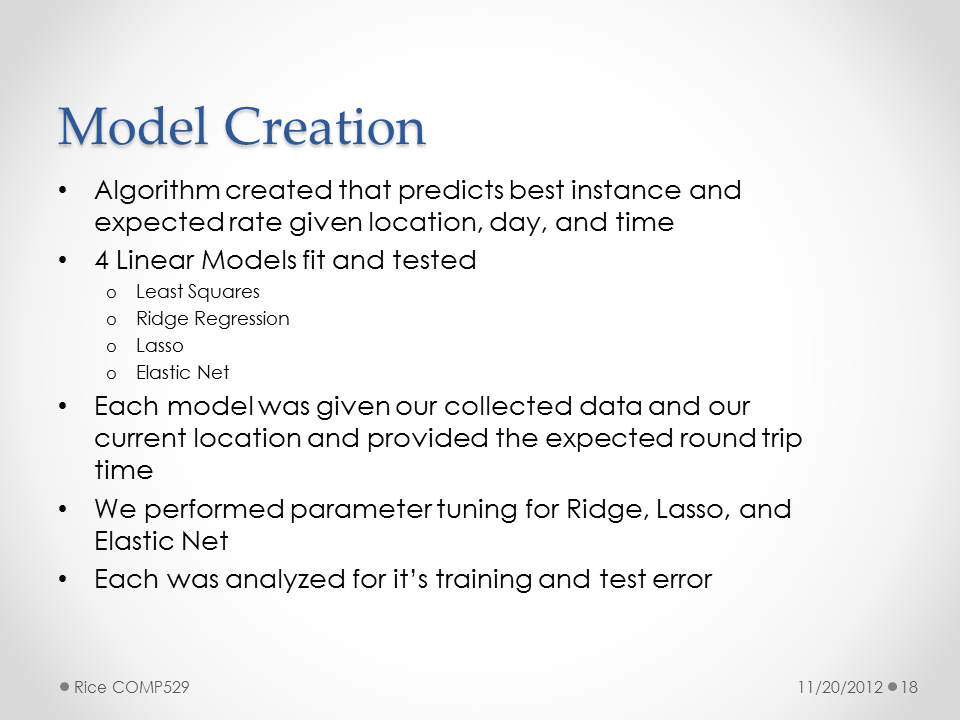 Model Creation
• Algorithm created that predicts best instance and
expected rate given location, day, and time
• 4 Linear Models fit and tested
o Least Squares
o Ridge Regression
o Lasso
o Elastic Net
• Each model was given our collected data and our
current location and provided the expected round trip
time
• We performed parameter tuning for Ridge, Lasso, and
Elastic Net
• Each was analyzed for it’s training and test error
● Rice COMP529
11/20/2012 ● 18